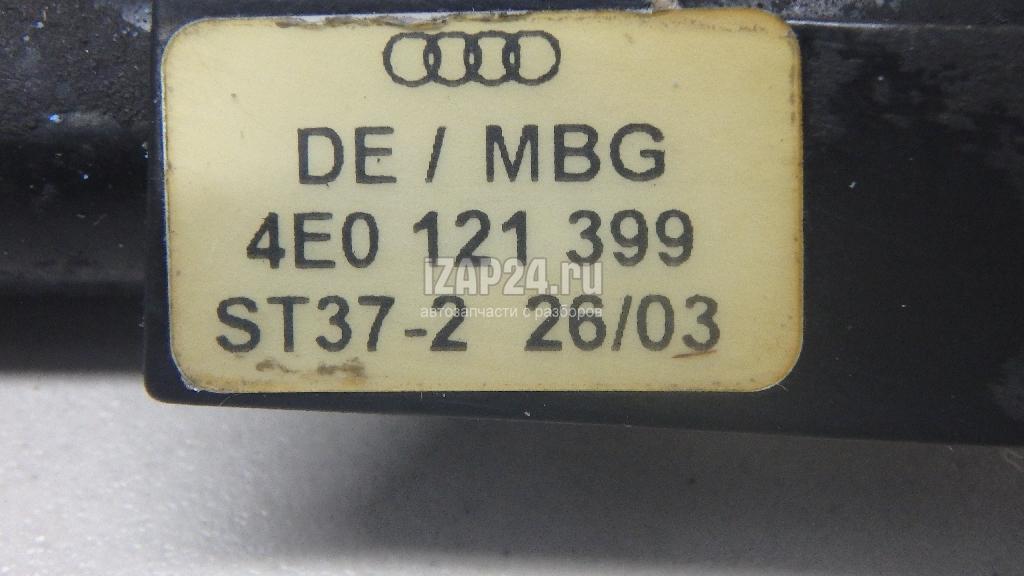 DE / MBG
4E0 121 399
IZAP24.ru
автозапчасти с разборов
ST37-2 26/03